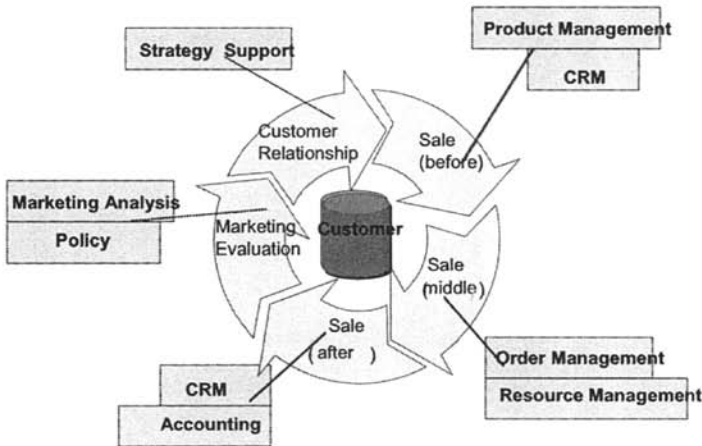 Strategy Support
Product Management
CRM
Customer
Relationship
Sale
(before)
Marketing Analysis
Policy
Marketing
Evaluation
Customer
Sale
(middle)
Sale
(after )
Order Management
Resource Management
CRM
Accounting